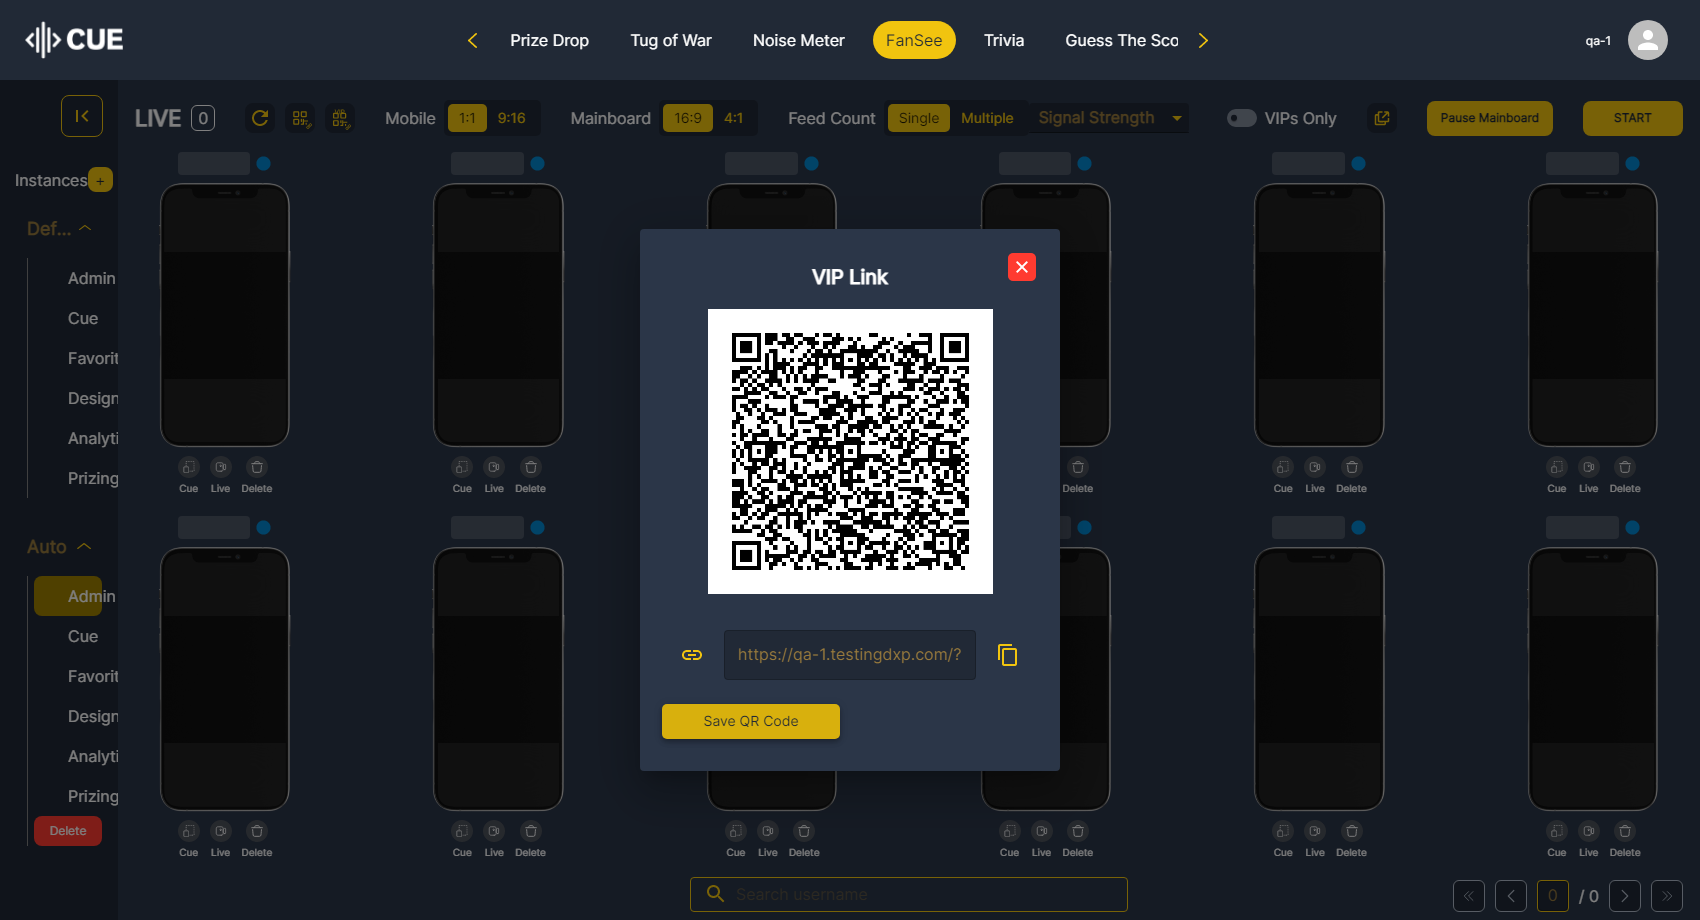 CUE
Prize Drop Tug of War Noise Meter FanSee Trivia Guess The Sco
qa-1
LIVE 0 Mobile 1:1 9:16 Mainboard 16:9 4:1 Feed Count Single Multiple Signal Strength VIPs Only Pause Mainboard START
Instances +
Def...
Admin
Cue
Favorit
Design
Analyti
Prizing
Auto
Admin
Cue
Favorit
Design
Analyti
Prizing
Delete
Cue Live Delete Cue Live Delete Delete Cue Live Delete Cue Live Delete
VIP Link
https://qa-1.testingdxp.com/?
Save QR Code
Cue Live Delete Cue Live Delete Cue Live Delete Cue Live Delete Cue Live Delete Cue Live Delete
Search username
0 / 0